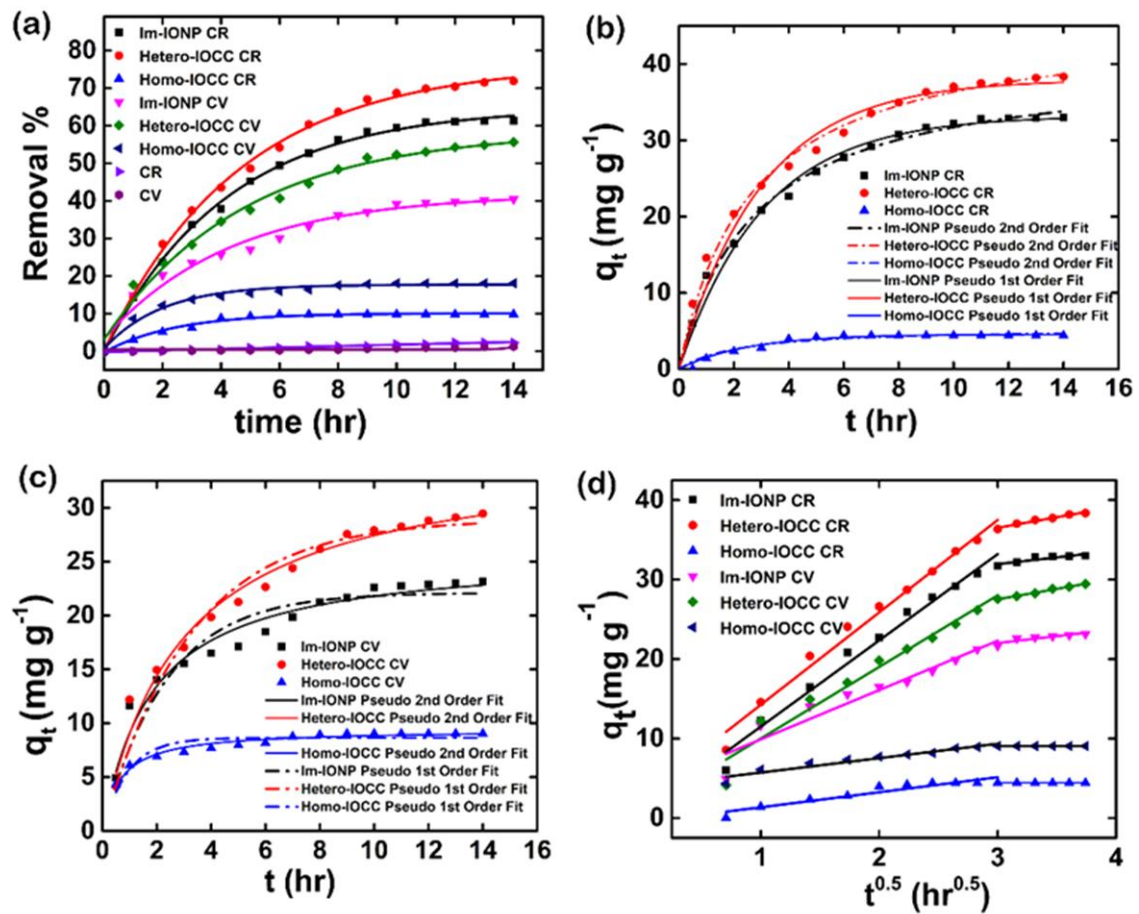 (a)
Im-IONP CR
Hetero-IOCC CR
Homo-IOCC CR
Im-IONP CV
Hetero-IOCC CV
Homo-IOCC CV
CR
CV
Removal %
80
70
60
50
40
30
20
10
0
0 2 4 6 8 10 12 14
time (hr)
(b)
qt (mg g-1)
40
30
20
10
0
Im-IONP CR
Hetero-IOCC CR
Homo-IOCC CR
Im-IONP Pseudo 2nd Order Fit
Hetero-IOCC Pseudo 2nd Order Fit
Homo-IOCC Pseudo 2nd Order Fit
Im-IONP Pseudo 1st Order Fit
Hetero-IOCC Pseudo 1st Order Fit
Homo-IOCC Pseudo 1st Order Fit
0 2 4 6 8 10 12 14 16
t (hr)
(c)
qt (mg g-1)
30
25
20
15
10
5
0
Im-IONP CV
Hetero-IOCC CV
Homo-IOCC CV
Im-IONP Pseudo 2nd Order Fit
Hetero-IOCC Pseudo 2nd Order Fit
Homo-IOCC Pseudo 2nd Order Fit
Im-IONP Pseudo 1st Order Fit
Hetero-IOCC Pseudo 1st Order Fit
Homo-IOCC Pseudo 1st Order Fit
0 2 4 6 8 10 12 14 16
t (hr)
(d)
qt(mg g-1)
40
30
20
10
0
Im-IONP CR
Hetero-IOCC CR
Homo-IOCC CR
Im-IONP CV
Hetero-IOCC CV
Homo-IOCC CV
1 2 3 4
t0.5 (hr0.5)